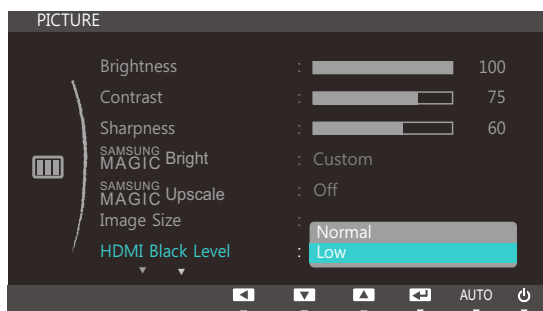 PICTURE
Brightness : 100
Contrast : 75
Sharpness : 60
SAMSUNG MAGIC Bright : Custom
SAMSUNG MAGIC Upscale : Off
Image Size :
Normal
HDMI Black Level : Low
AUTO